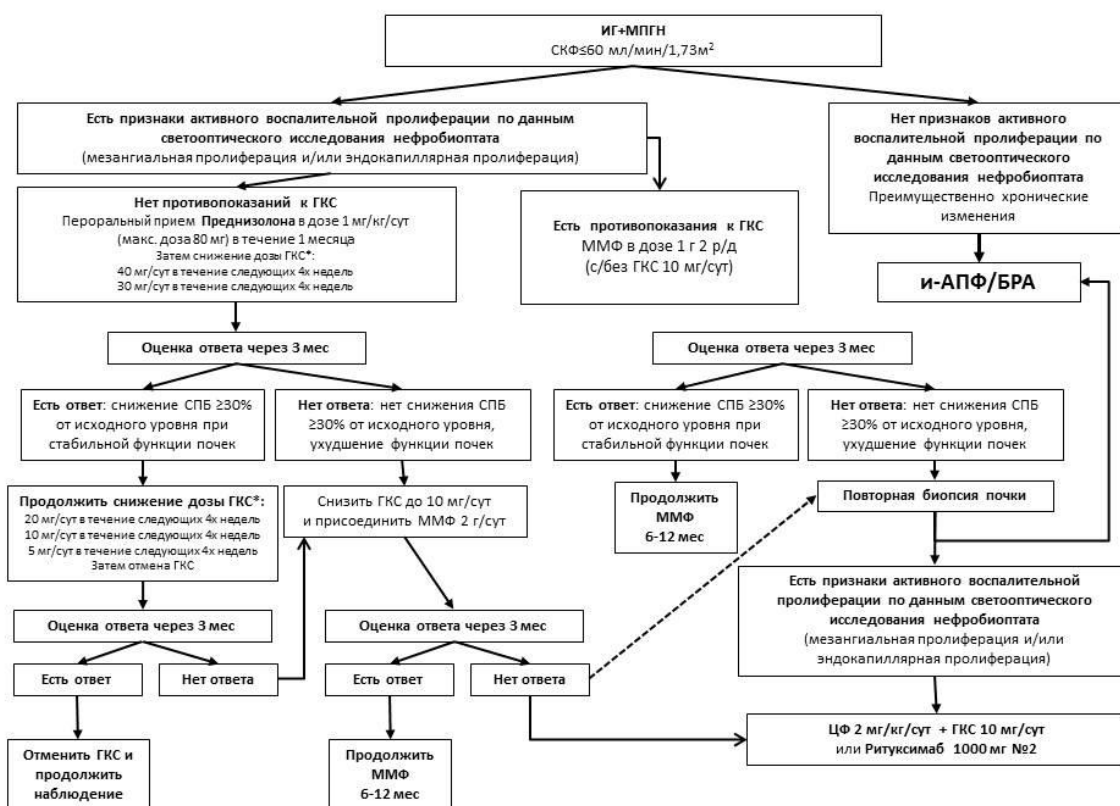 ИГ+МПГН
СКФ≤60 мл/мин/1,73м²
Есть признаки активного воспалительной пролиферации по данным
светооптического исследования нефробиоптата
(мезангиальная пролиферация и/или эндокапиллярная пролиферация)
Нет признаков активного
воспалительной пролиферации по
данным светооптического
исследования нефробиоптата
Преимущественно хронические
изменения
Нет противопоказаний к ГКС
Пероральный прием Преднизолона в дозе 1 мг/кг/сут
(макс. доза 80 мг) в течение 1 месяца
Затем снижение дозы ГКС*:
40 мг/сут в течение следующих 4х недель
30 мг/сут в течение следующих 4х недель
Есть противопоказания к ГКС
ММФ в дозе 1 г 2 р/д
(с/без ГКС 10 мг/сут)
и-АПФ/БРА
Оценка ответа через 3 мес
Оценка ответа через 3 мес
Есть ответ: снижение СПБ ≥30%
от исходного уровня при
стабильной функции почек
Нет ответа: нет снижения СПБ
≥30% от исходного уровня,
ухудшение функции почек
Есть ответ: снижение СПБ ≥30%
от исходного уровня при
стабильной функции почек
Нет ответа: нет снижения СПБ
≥30% от исходного уровня,
ухудшение функции почек
Продолжить снижение дозы ГКС*:
20 мг/сут в течение следующих 4х недель
10 мг/сут в течение следующих 4х недель
5 мг/сут в течение следующих 4х недель
Затем отмена ГКС
Снизить ГКС до 10 мг/сут
и присоединить ММФ 2 г/сут
Продолжить
ММФ
6-12 мес
Повторная биопсия почки
Есть признаки активного воспалительной
пролиферации по данным светооптического
исследования нефробиоптата
(мезангиальная пролиферация и/или
эндокапиллярная пролиферация)
Оценка ответа через 3 мес
Оценка ответа через 3 мес
Есть ответ
Нет ответа
Есть ответ
Нет ответа
Отменить ГКС и
продолжить
наблюдение
Продолжить
ММФ
6-12 мес
ЦФ 2 мг/кг/сут + ГКС 10 мг/сут
или Ритуксимаб 1000 мг №2